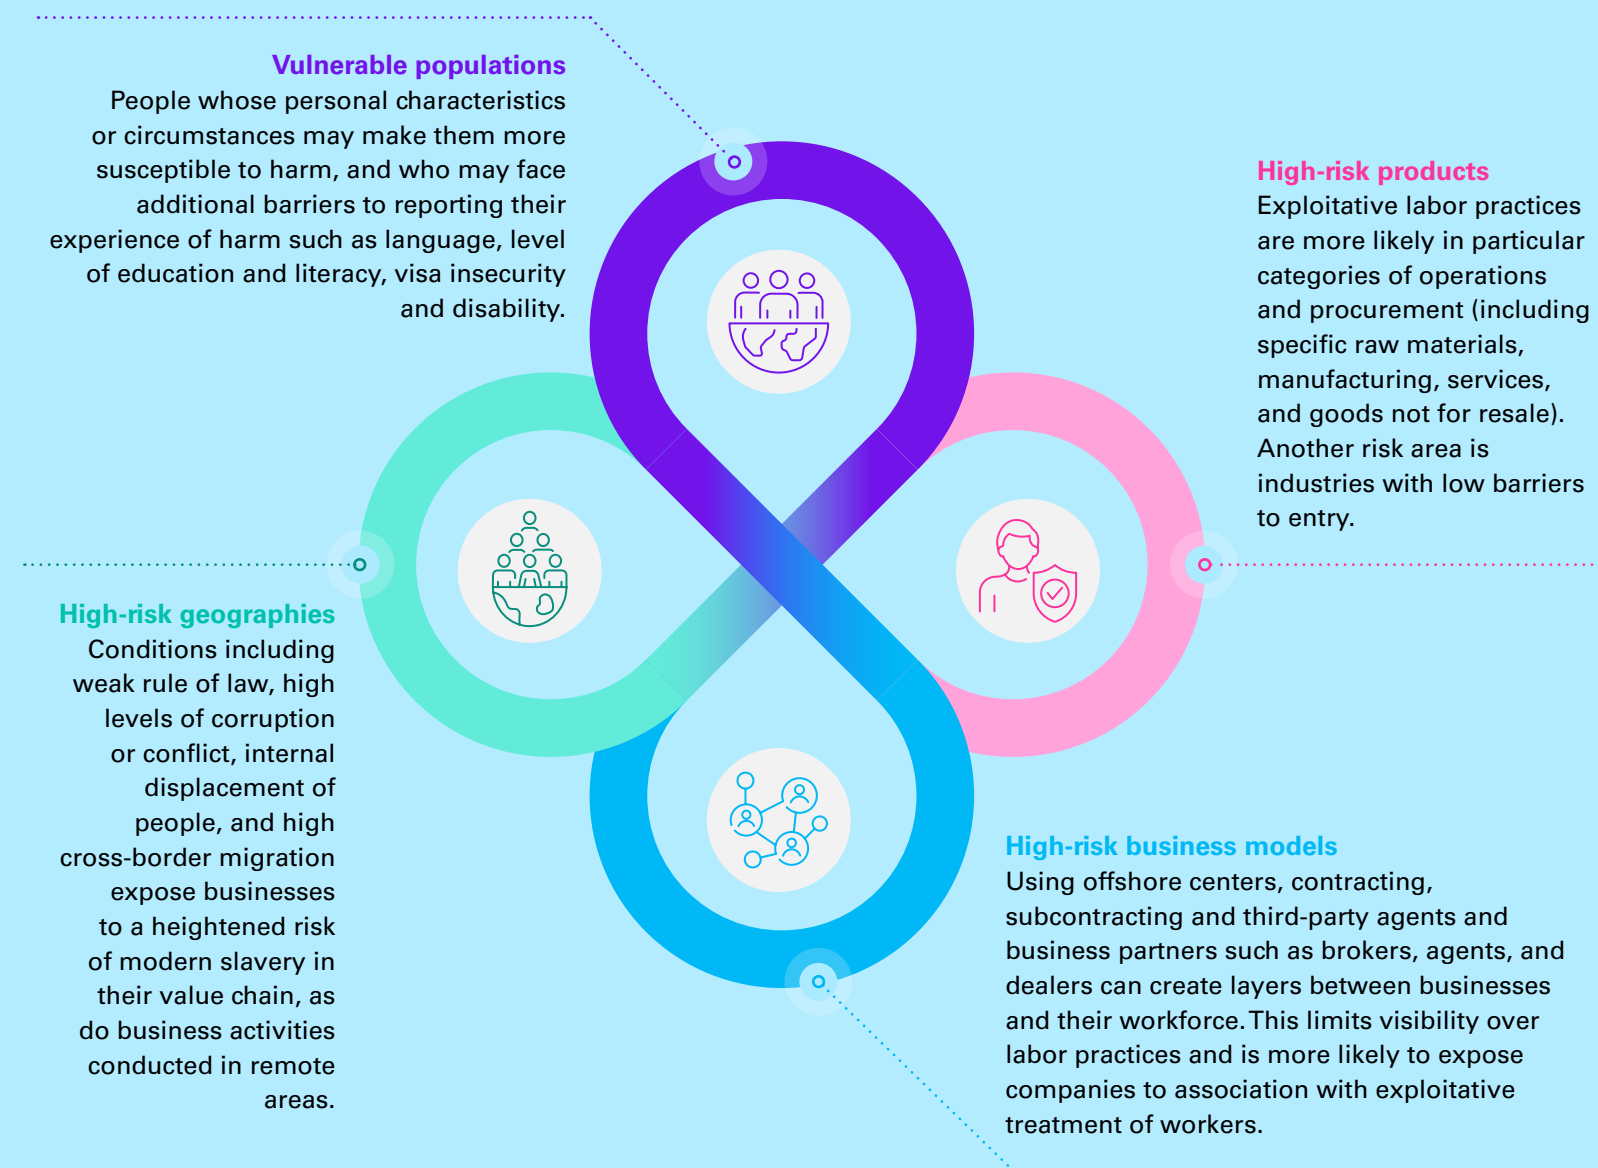 Vulnerable populations
People whose personal characteristics
or circumstances may make them more
susceptible to harm, and who may face
additional barriers to reporting their
experience of harm such as language, level
of education and literacy, visa insecurity
and disability.
High-risk products
Exploitative labor practices
are more likely in particular
categories of operations
and procurement (including
specific raw materials,
manufacturing, services,
and goods not for resale).
Another risk area is
industries with low barriers
to entry.
High-risk geographies
Conditions including
weak rule of law, high
levels of corruption
or conflict, internal
displacement of
people, and high
cross-border migration
expose businesses
to a heightened risk
of modern slavery in
their value chain, as
do business activities
conducted in remote
areas.
High-risk business models
Using offshore centers, contracting,
subcontracting and third-party agents and
business partners such as brokers, agents, and
dealers can create layers between businesses
and their workforce. This limits visibility over
labor practices and is more likely to expose
companies to association with exploitative
treatment of workers.